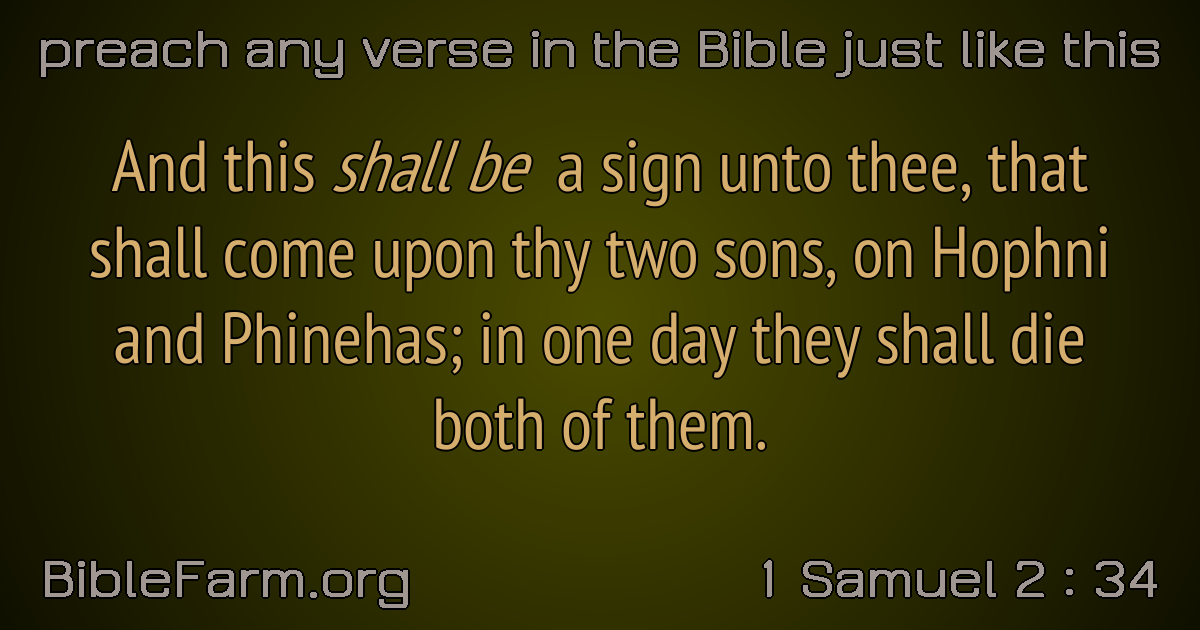 preach any verse in the Bible just like this
And this shall be a sign unto thee, that
shall come upon thy two sons, on Hophni
and Phinehas; in one day they shall die
both of them.
BibleFarm.org
1 Samuel 2 : 34